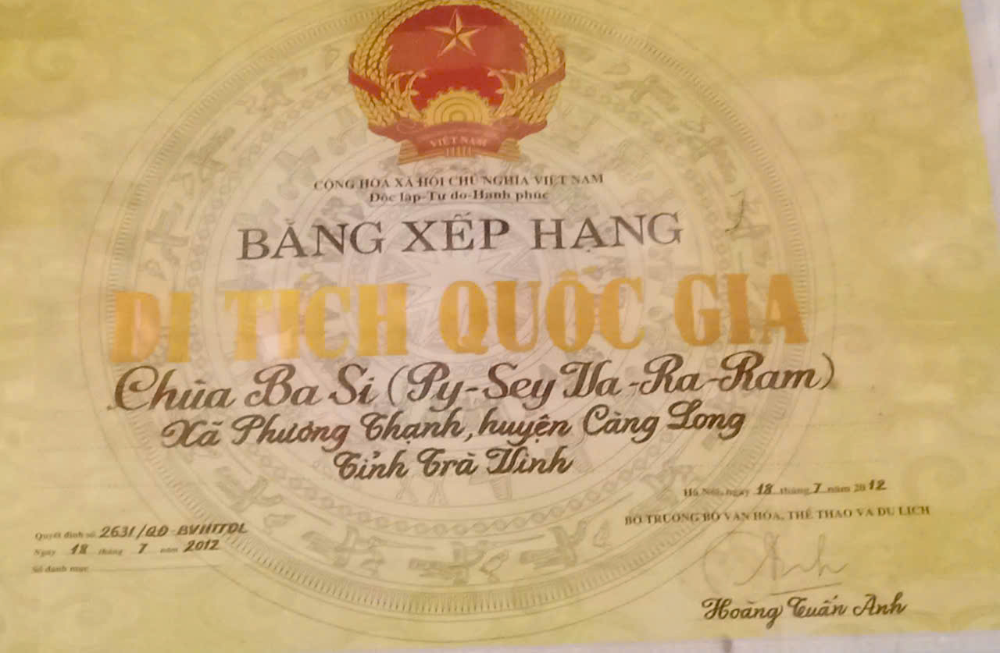 VIỆT NAM
CỘNG HÒA XÃ HỘI CHỦ NGHĨA VIỆT NAM
Độc lập-Tự do-Hạnh phúc
BẰNG XẾP HẠNG
DI TÍCH QUỐC GIA
Chùa Ba Si (Py-Sey Va-Ra-Ram)
Xã Phương Thạnh, huyện Càng Long
Tỉnh Trà Vinh
Hà Nội, ngày 18 tháng 7 năm 2012
BỘ TRƯỞNG BỘ VĂN HÓA, THỂ THAO VÀ DU LỊCH
Quyết định số 2631/QĐ-BVHTTDL
Ngày 18 tháng 7 năm 2012
Số danh mục
Anh
Hoàng Tuấn Anh